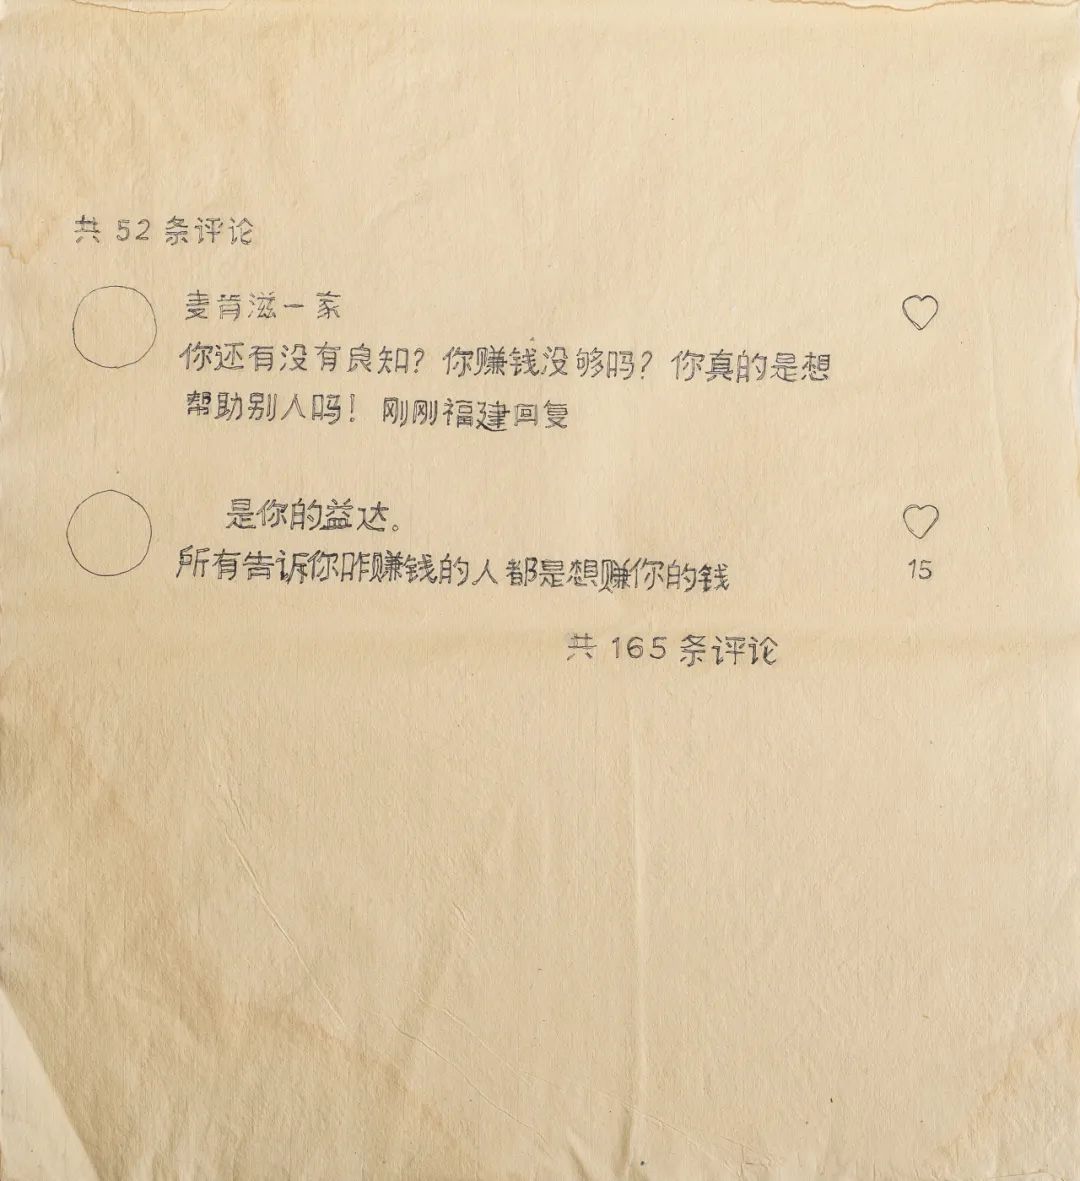 共 52 条评论
麦肯滋一家
你还有没有良知？你赚钱没够吗？你真的是想
帮助别人吗！刚刚福建回复
是你的益达。
所有告诉你咋赚钱的人都是想赚你的钱
15
共 165 条评论